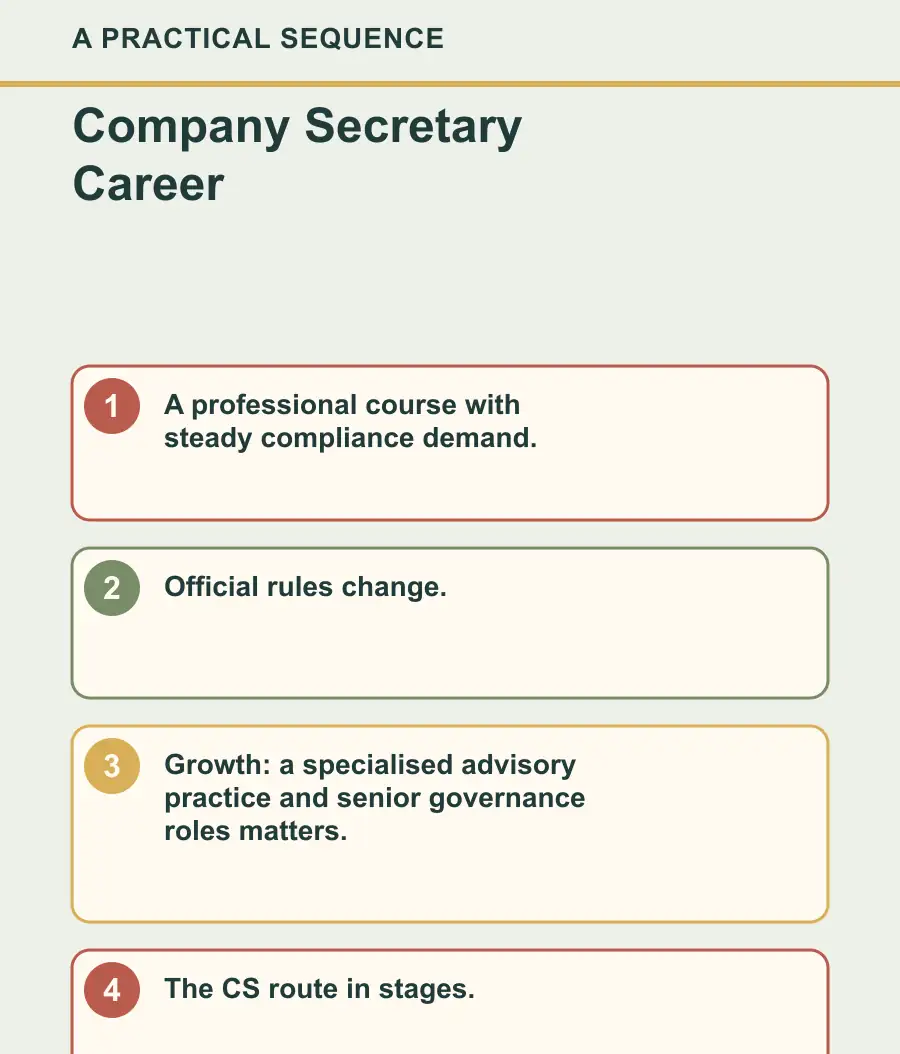 A PRACTICAL SEQUENCE
Company Secretary
Career
1
A professional course with
steady compliance demand.
2
Official rules change.
3
Growth: a specialised advisory
practice and senior governance
roles matters.
4
The CS route in stages.